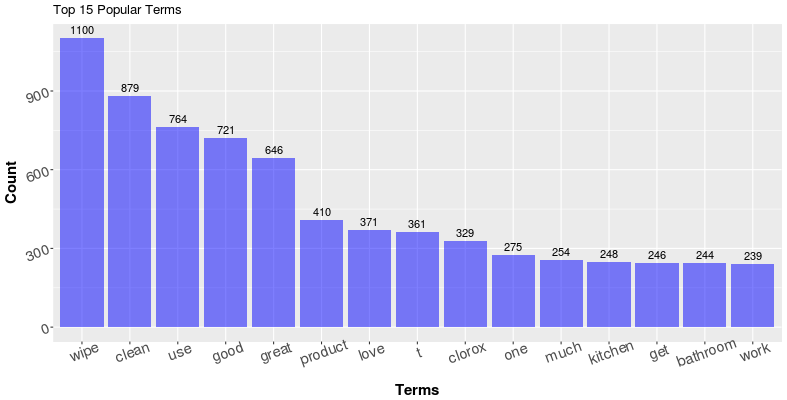 Top 15 Popular Terms
Count
900
600
300
0
1100
879
764
721
646
410
371
361
329
275
254
248
246
244
239
wipe
clean
use
good
great
product
love
t
clorox
one
much
kitchen
get
bathroom
work
Terms